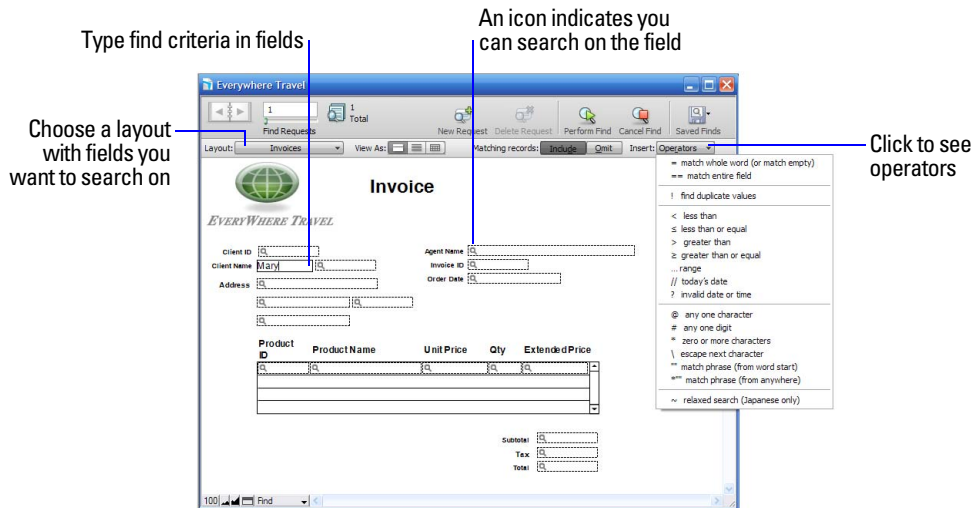 An icon indicates you
can search on the field
Type find criteria in fields
Choose a layout
with fields you
want to search on
Click to see
operators
Everywhere Travel
1
Find Requests
1
Total
New Request
Delete Request
Perform Find
Cancel Find
Saved Finds
Layout: Invoices
View As:
Matching records: Include Omit
Insert: Operators
= match whole word (or match empty)
== match entire field
! find duplicate values
< less than
≤ less than or equal
> greater than
≥ greater than or equal
... range
// today's date
? invalid date or time
@ any one character
# any one digit
* zero or more characters
\ escape next character
"" match phrase (from word start)
*"" match phrase (from anywhere)
~ relaxed search (Japanese only)
Invoice
EVERYWHERE TRAVEL
Client ID
Agent Name
Client Name Mary
Invoice ID
Address
Order Date
Product ID
Product Name
Unit Price
Qty
Extended Price
Subtotal
Tax
Total
100
Find